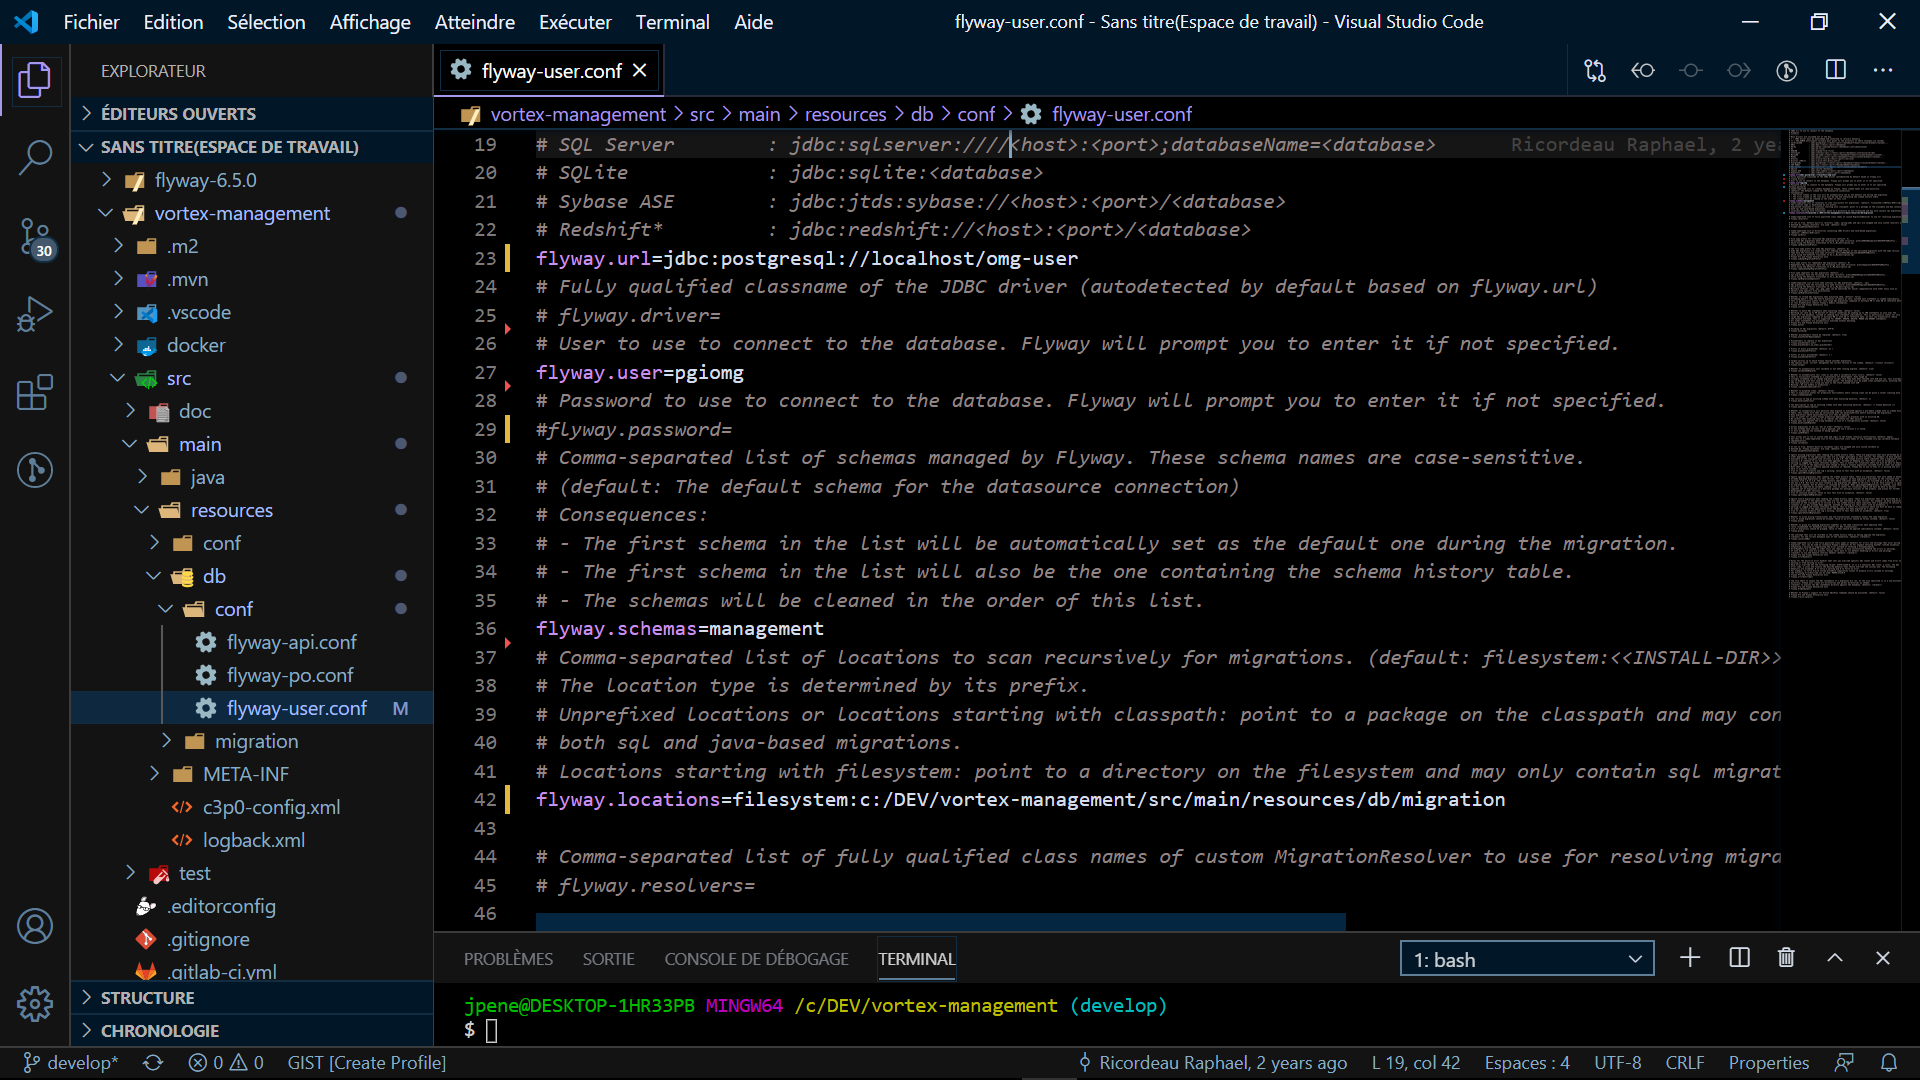 Fichier Edition Sélection Affichage Atteindre Exécuter Terminal Aide
flyway-user.conf - Sans titre(Espace de travail) - Visual Studio Code
EXPLORATEUR
ÉDITEURS OUVERTS
SANS TITRE(ESPACE DE TRAVAIL)
flyway-6.5.0
vortex-management
.m2
.mvn
.vscode
docker
src
doc
main
java
resources
conf
db
conf
flyway-api.conf
flyway-po.conf
flyway-user.conf M
migration
META-INF
c3p0-config.xml
logback.xml
test
.editorconfig
.gitignore
.gitlab-ci.yml
STRUCTURE
CHRONOLOGIE
30
flyway-user.conf
vortex-management > src > main > resources > db > conf > flyway-user.conf
19 # SQL Server : jdbc:sqlserver:////<host>:<port>;databaseName=<database> Ricordeau Raphael, 2 yea
20 # SQLite : jdbc:sqlite:<database>
21 # Sybase ASE : jdbc:jtds:sybase://<host>:<port>/<database>
22 # Redshift* : jdbc:redshift://<host>:<port>/<database>
23 flyway.url=jdbc:postgresql://localhost/omg-user
24 # Fully qualified classname of the JDBC driver (autodetected by default based on flyway.url)
25 # flyway.driver=
26 # User to use to connect to the database. Flyway will prompt you to enter it if not specified.
27 flyway.user=pgiomg
28 # Password to use to connect to the database. Flyway will prompt you to enter it if not specified.
29 #flyway.password=
30 # Comma-separated list of schemas managed by Flyway. These schema names are case-sensitive.
31 # (default: The default schema for the datasource connection)
32 # Consequences:
33 # - The first schema in the list will be automatically set as the default one during the migration.
34 # - The first schema in the list will also be the one containing the schema history table.
35 # - The schemas will be cleaned in the order of this list.
36 flyway.schemas=management
37 # Comma-separated list of locations to scan recursively for migrations. (default: filesystem:<<INSTALL-DIR>>
38 # The location type is determined by its prefix.
39 # Unprefixed locations or locations starting with classpath: point to a package on the classpath and may con
40 # both sql and java-based migrations.
41 # Locations starting with filesystem: point to a directory on the filesystem and may only contain sql migrat
42 flyway.locations=filesystem:c:/DEV/vortex-management/src/main/resources/db/migration
43
44 # Comma-separated list of fully qualified class names of custom MigrationResolver to use for resolving migra
45 # flyway.resolvers=
46
PROBLÈMES SORTIE CONSOLE DE DÉBOGAGE TERMINAL 1: bash
jpene@DESKTOP-1HR33PB MINGW64 /c/DEV/vortex-management (develop)
$
develop* 0 0 GIST [Create Profile] Ricordeau Raphael, 2 years ago L 19, col 42 Espaces : 4 UTF-8 CRLF Properties